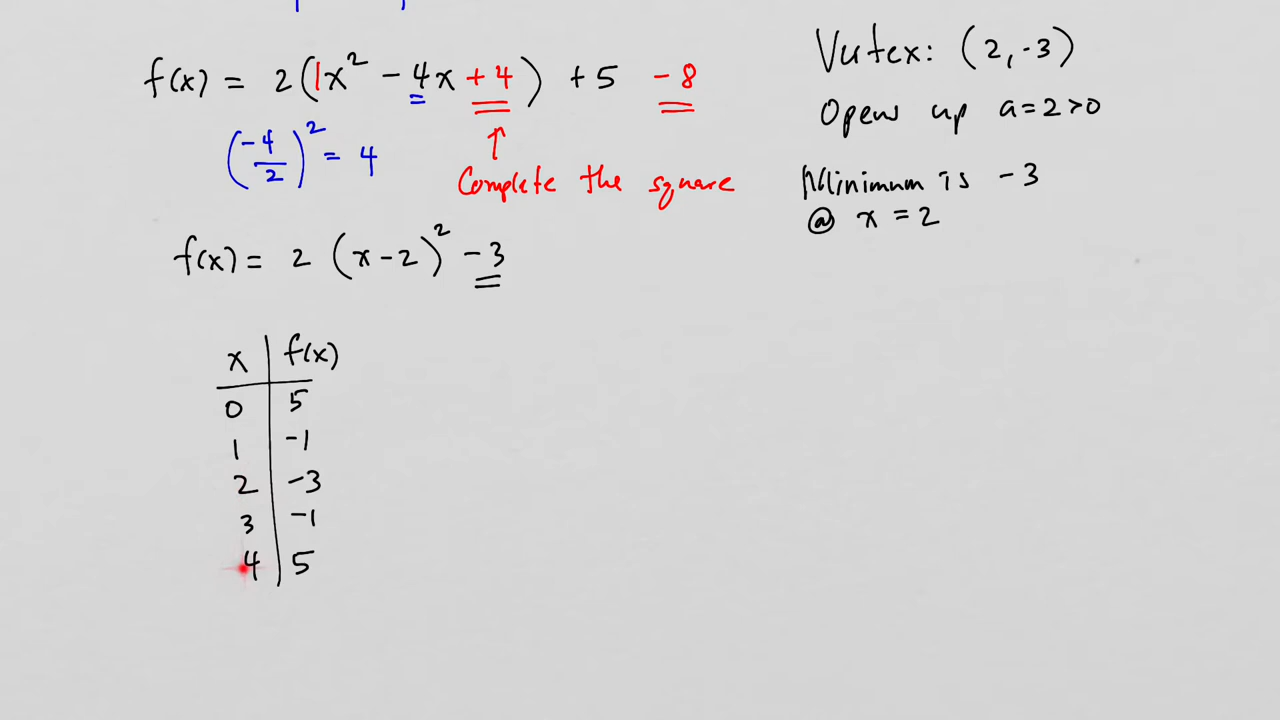 f(x) = 2(1x² - 4x + 4) + 5 - 8
(-4/2)² = 4
Complete the square
f(x) = 2 (x-2)² - 3
x f(x)
0 5
1 -1
2 -3
3 -1
4 5
Vertex: (2,-3)
Opens up a=2>0
Minimum is -3
@ x = 2